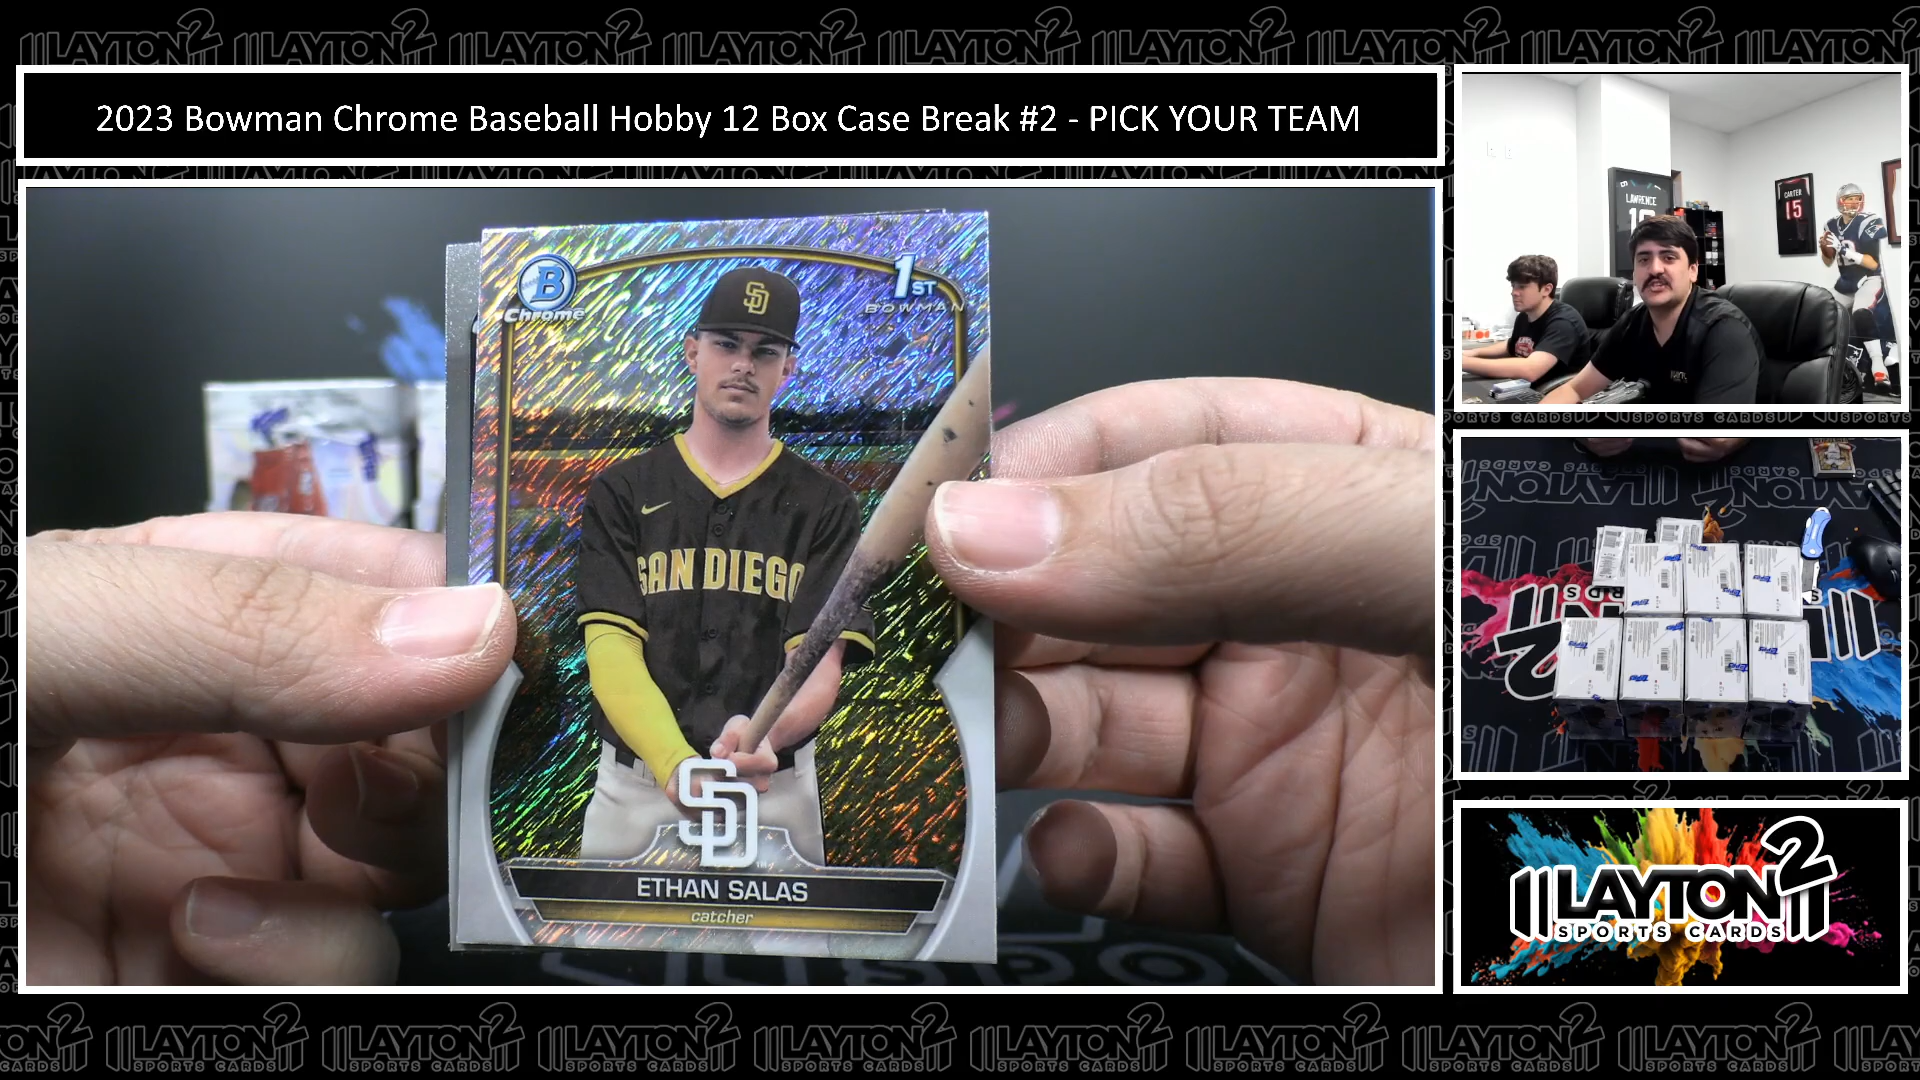 2023 Bowman Chrome Baseball Hobby 12 Box Case Break #2 - PICK YOUR TEAM
B
Chrome
1ST
BOWMAN
SD
SAN DIEGO
SD
ETHAN SALAS
catcher
LAWRENCE
CARTER
15
LAYTON 2
SPORTS CARDS